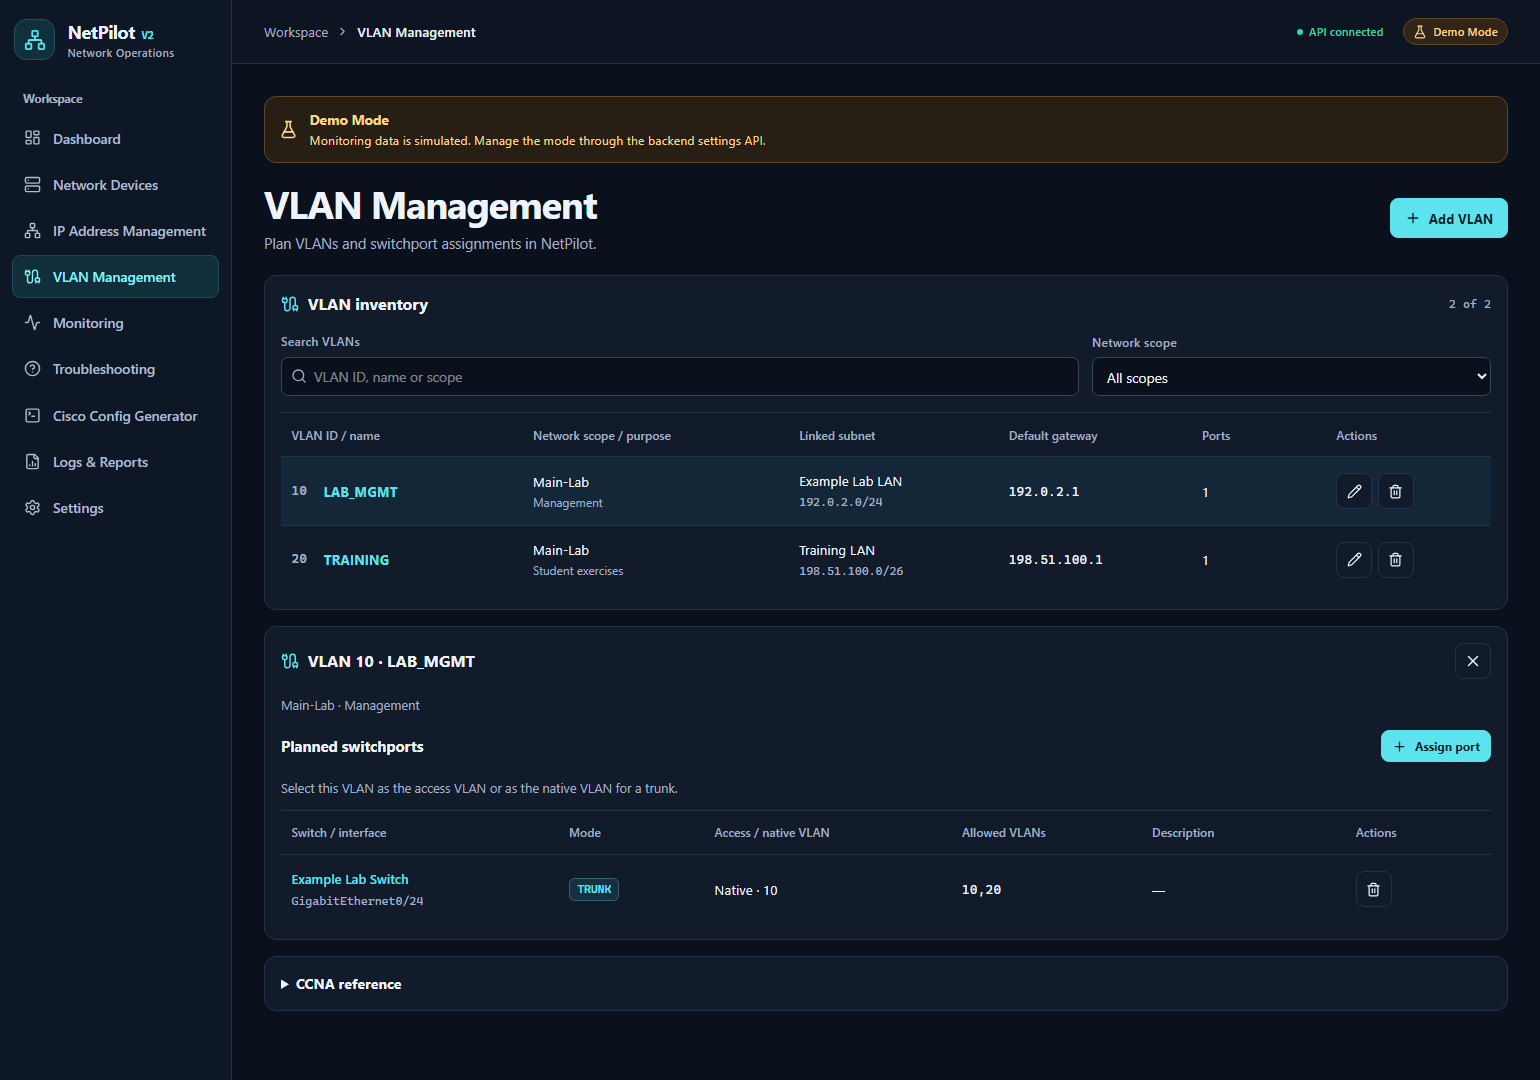 NetPilot V2
Network Operations
Workspace
Dashboard
Network Devices
IP Address Management
VLAN Management
Monitoring
Troubleshooting
Cisco Config Generator
Logs & Reports
Settings
Workspace > VLAN Management
API connected
Demo Mode
Demo Mode
Monitoring data is simulated. Manage the mode through the backend settings API.
VLAN Management
Plan VLANs and switchport assignments in NetPilot.
+ Add VLAN
VLAN inventory
2 of 2
Search VLANs
VLAN ID, name or scope
Network scope
All scopes
VLAN ID / name Network scope / purpose Linked subnet Default gateway Ports Actions
10 LAB_MGMT Main-Lab Example Lab LAN 192.0.2.1 1
Management 192.0.2.0/24
20 TRAINING Main-Lab Training LAN 198.51.100.1 1
Student exercises 198.51.100.0/26
VLAN 10 · LAB_MGMT
Main-Lab · Management
Planned switchports
+ Assign port
Select this VLAN as the access VLAN or as the native VLAN for a trunk.
Switch / interface Mode Access / native VLAN Allowed VLANs Description Actions
Example Lab Switch TRUNK Native · 10 10,20 —
GigabitEthernet0/24
CCNA reference